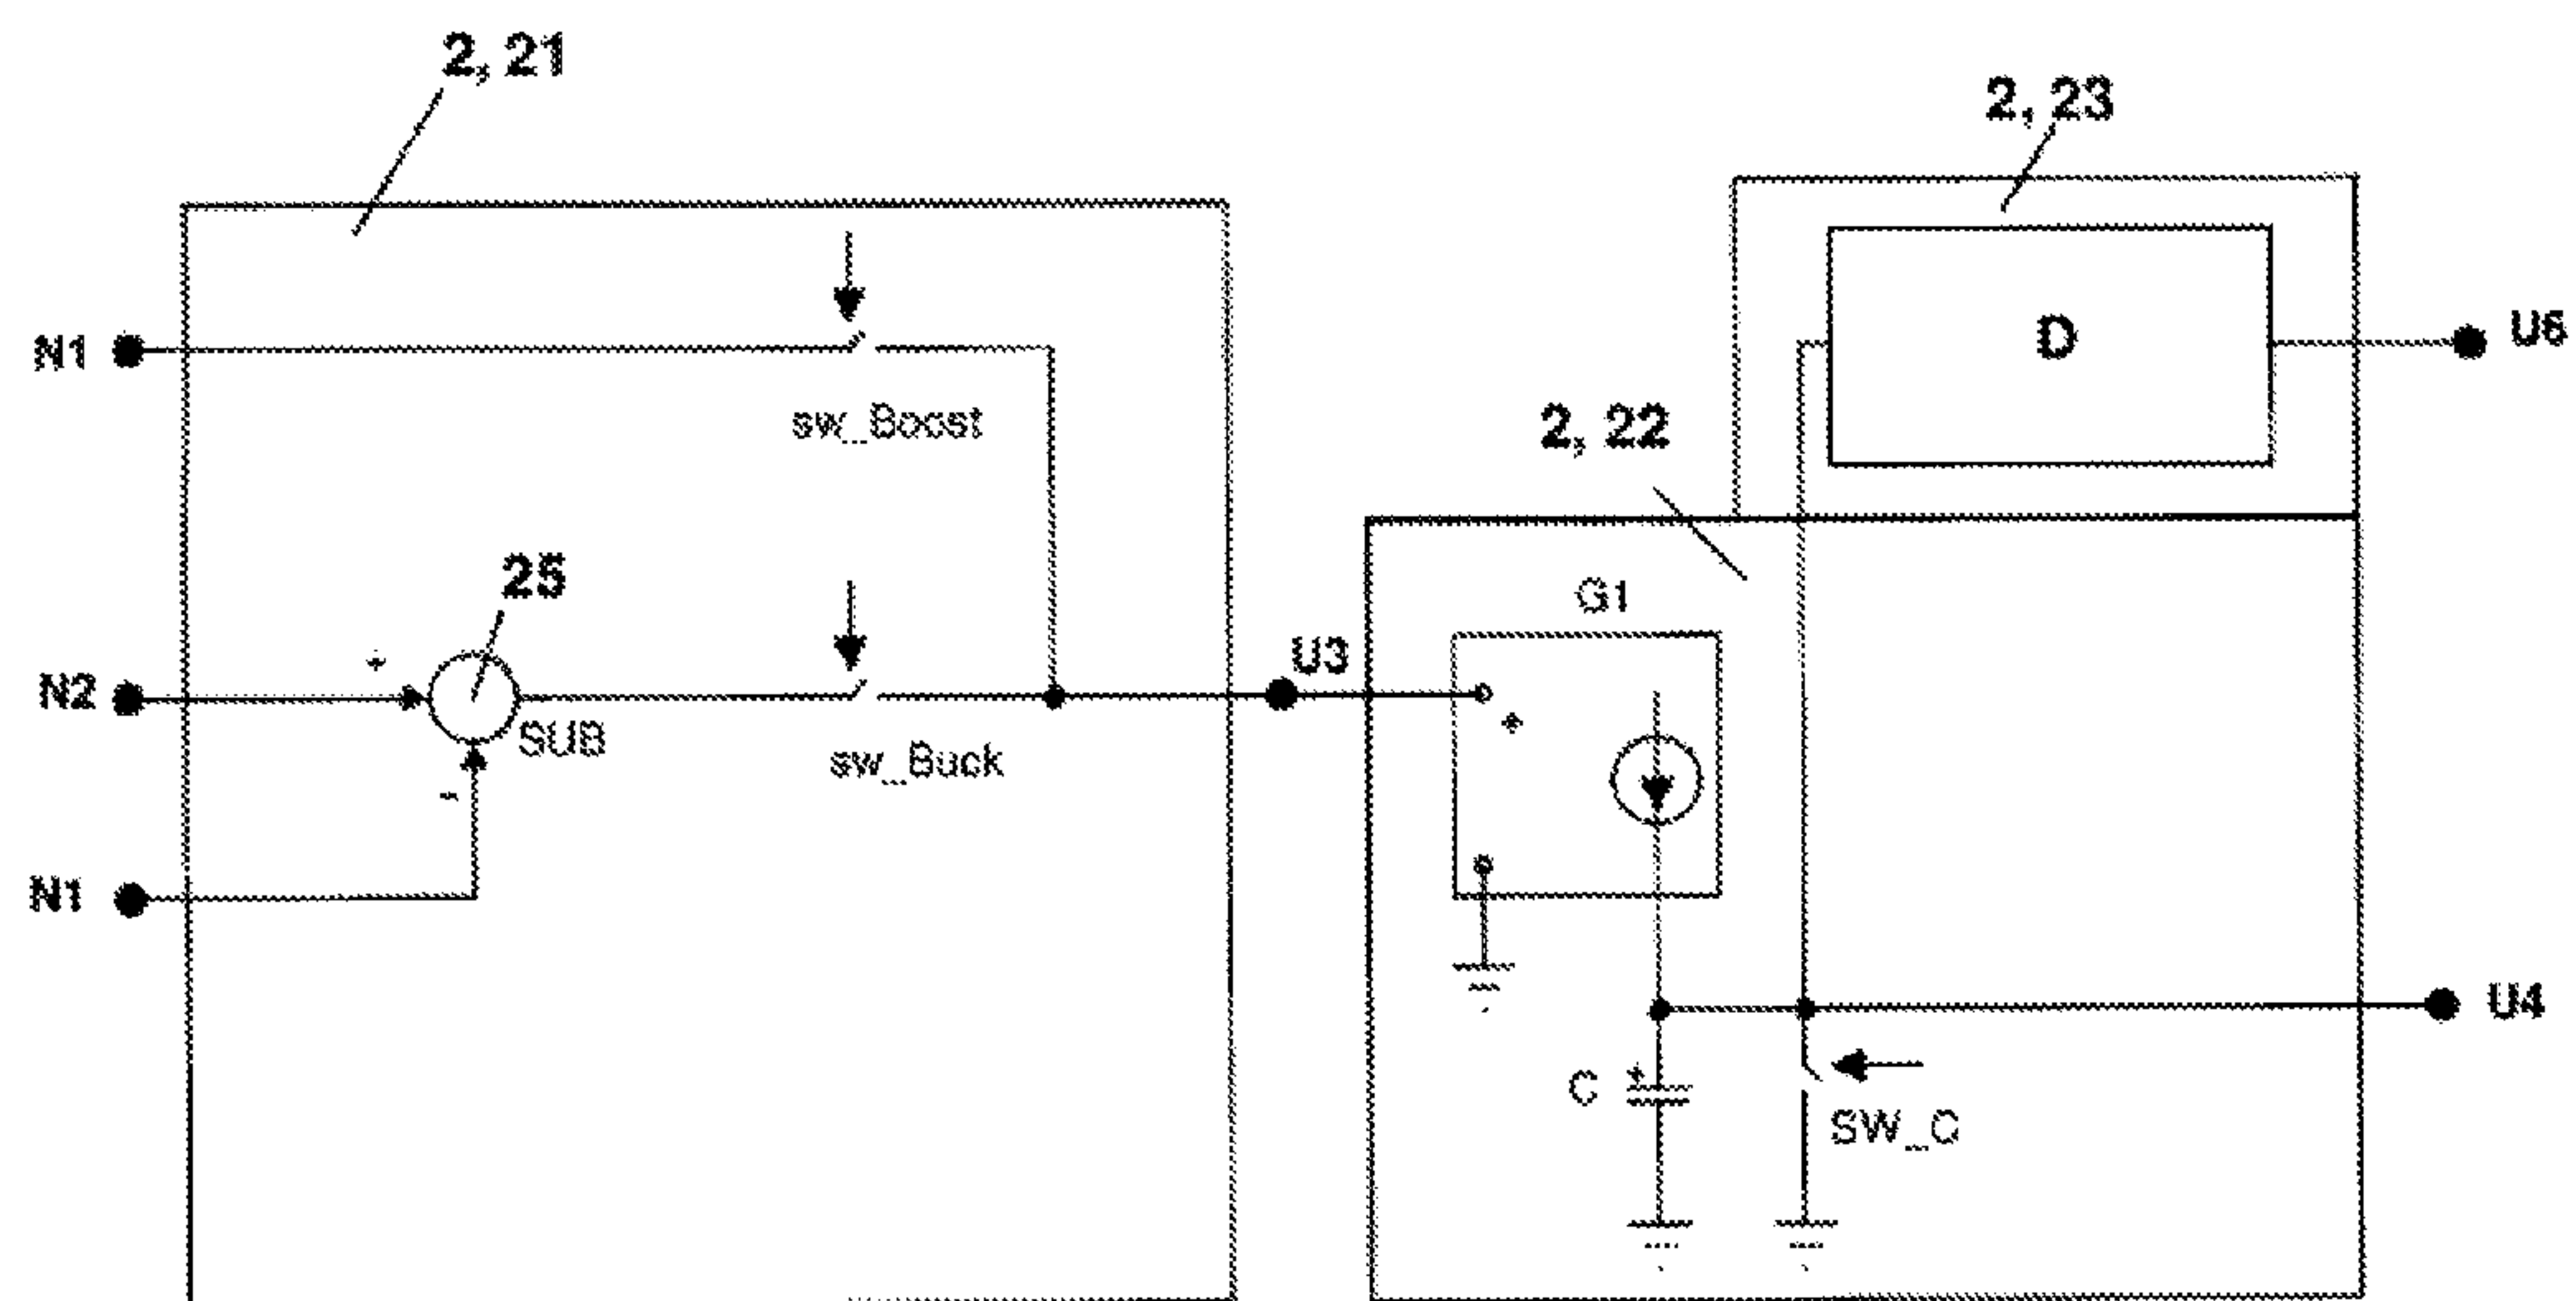 2, 21
2, 23
N1
sw_Boost
D
U6
2, 22
25
G1
N2
+
SUB
sw_Buck
U3
+
-
N1
U4
C
+
SW_C